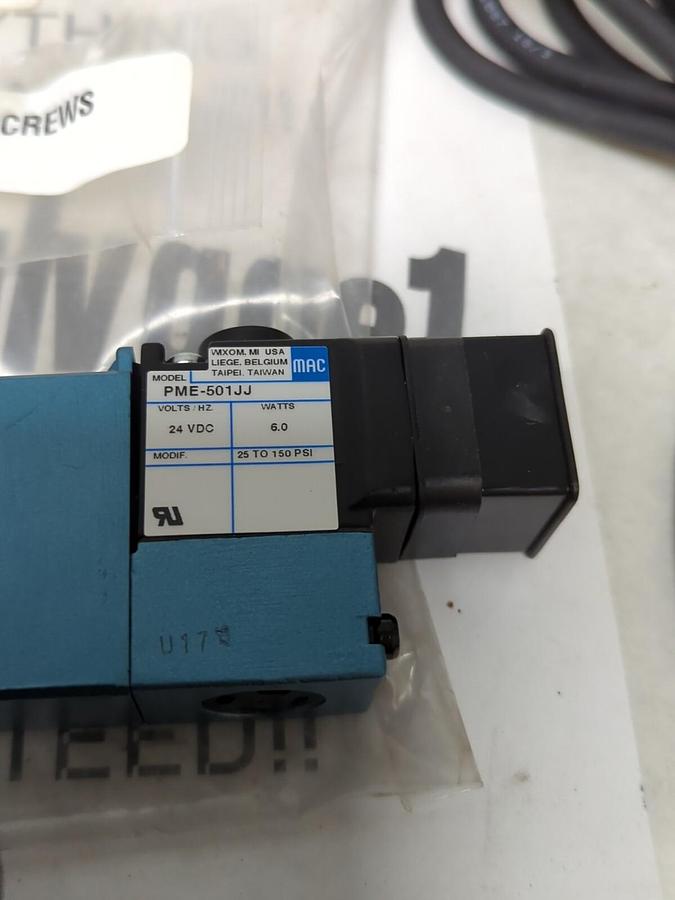 YTHING
CREWS
WIXOM. MI USA
LIEGE. BELGIUM
TAIPEI. TAIWAN
MAC
MODEL
PME-501JJ
VOLTS / HZ. WATTS
24 VDC 6.0
MODIF. 25 TO 150 PSI
U17
TEED!!